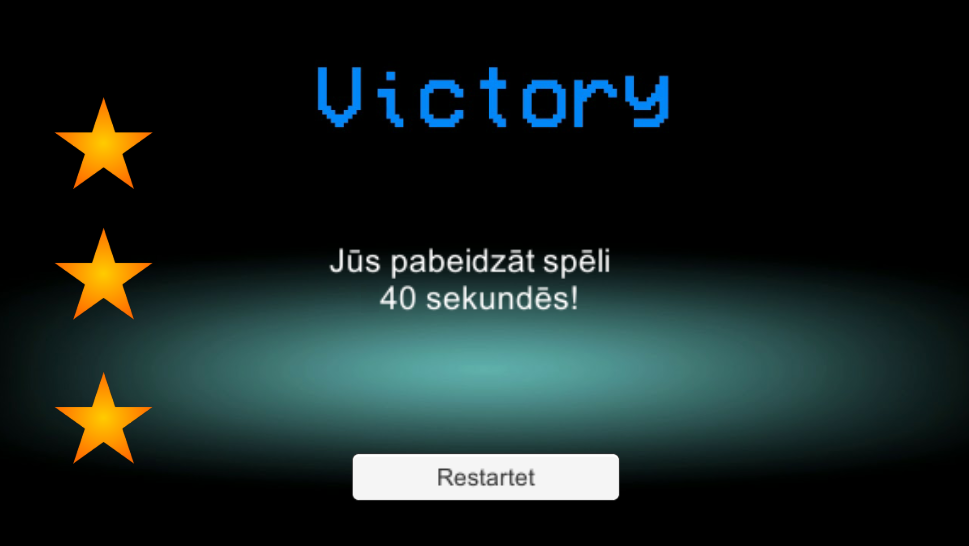 Victory
Jūs pabeidzāt spēli
40 sekundēs!
Restartet